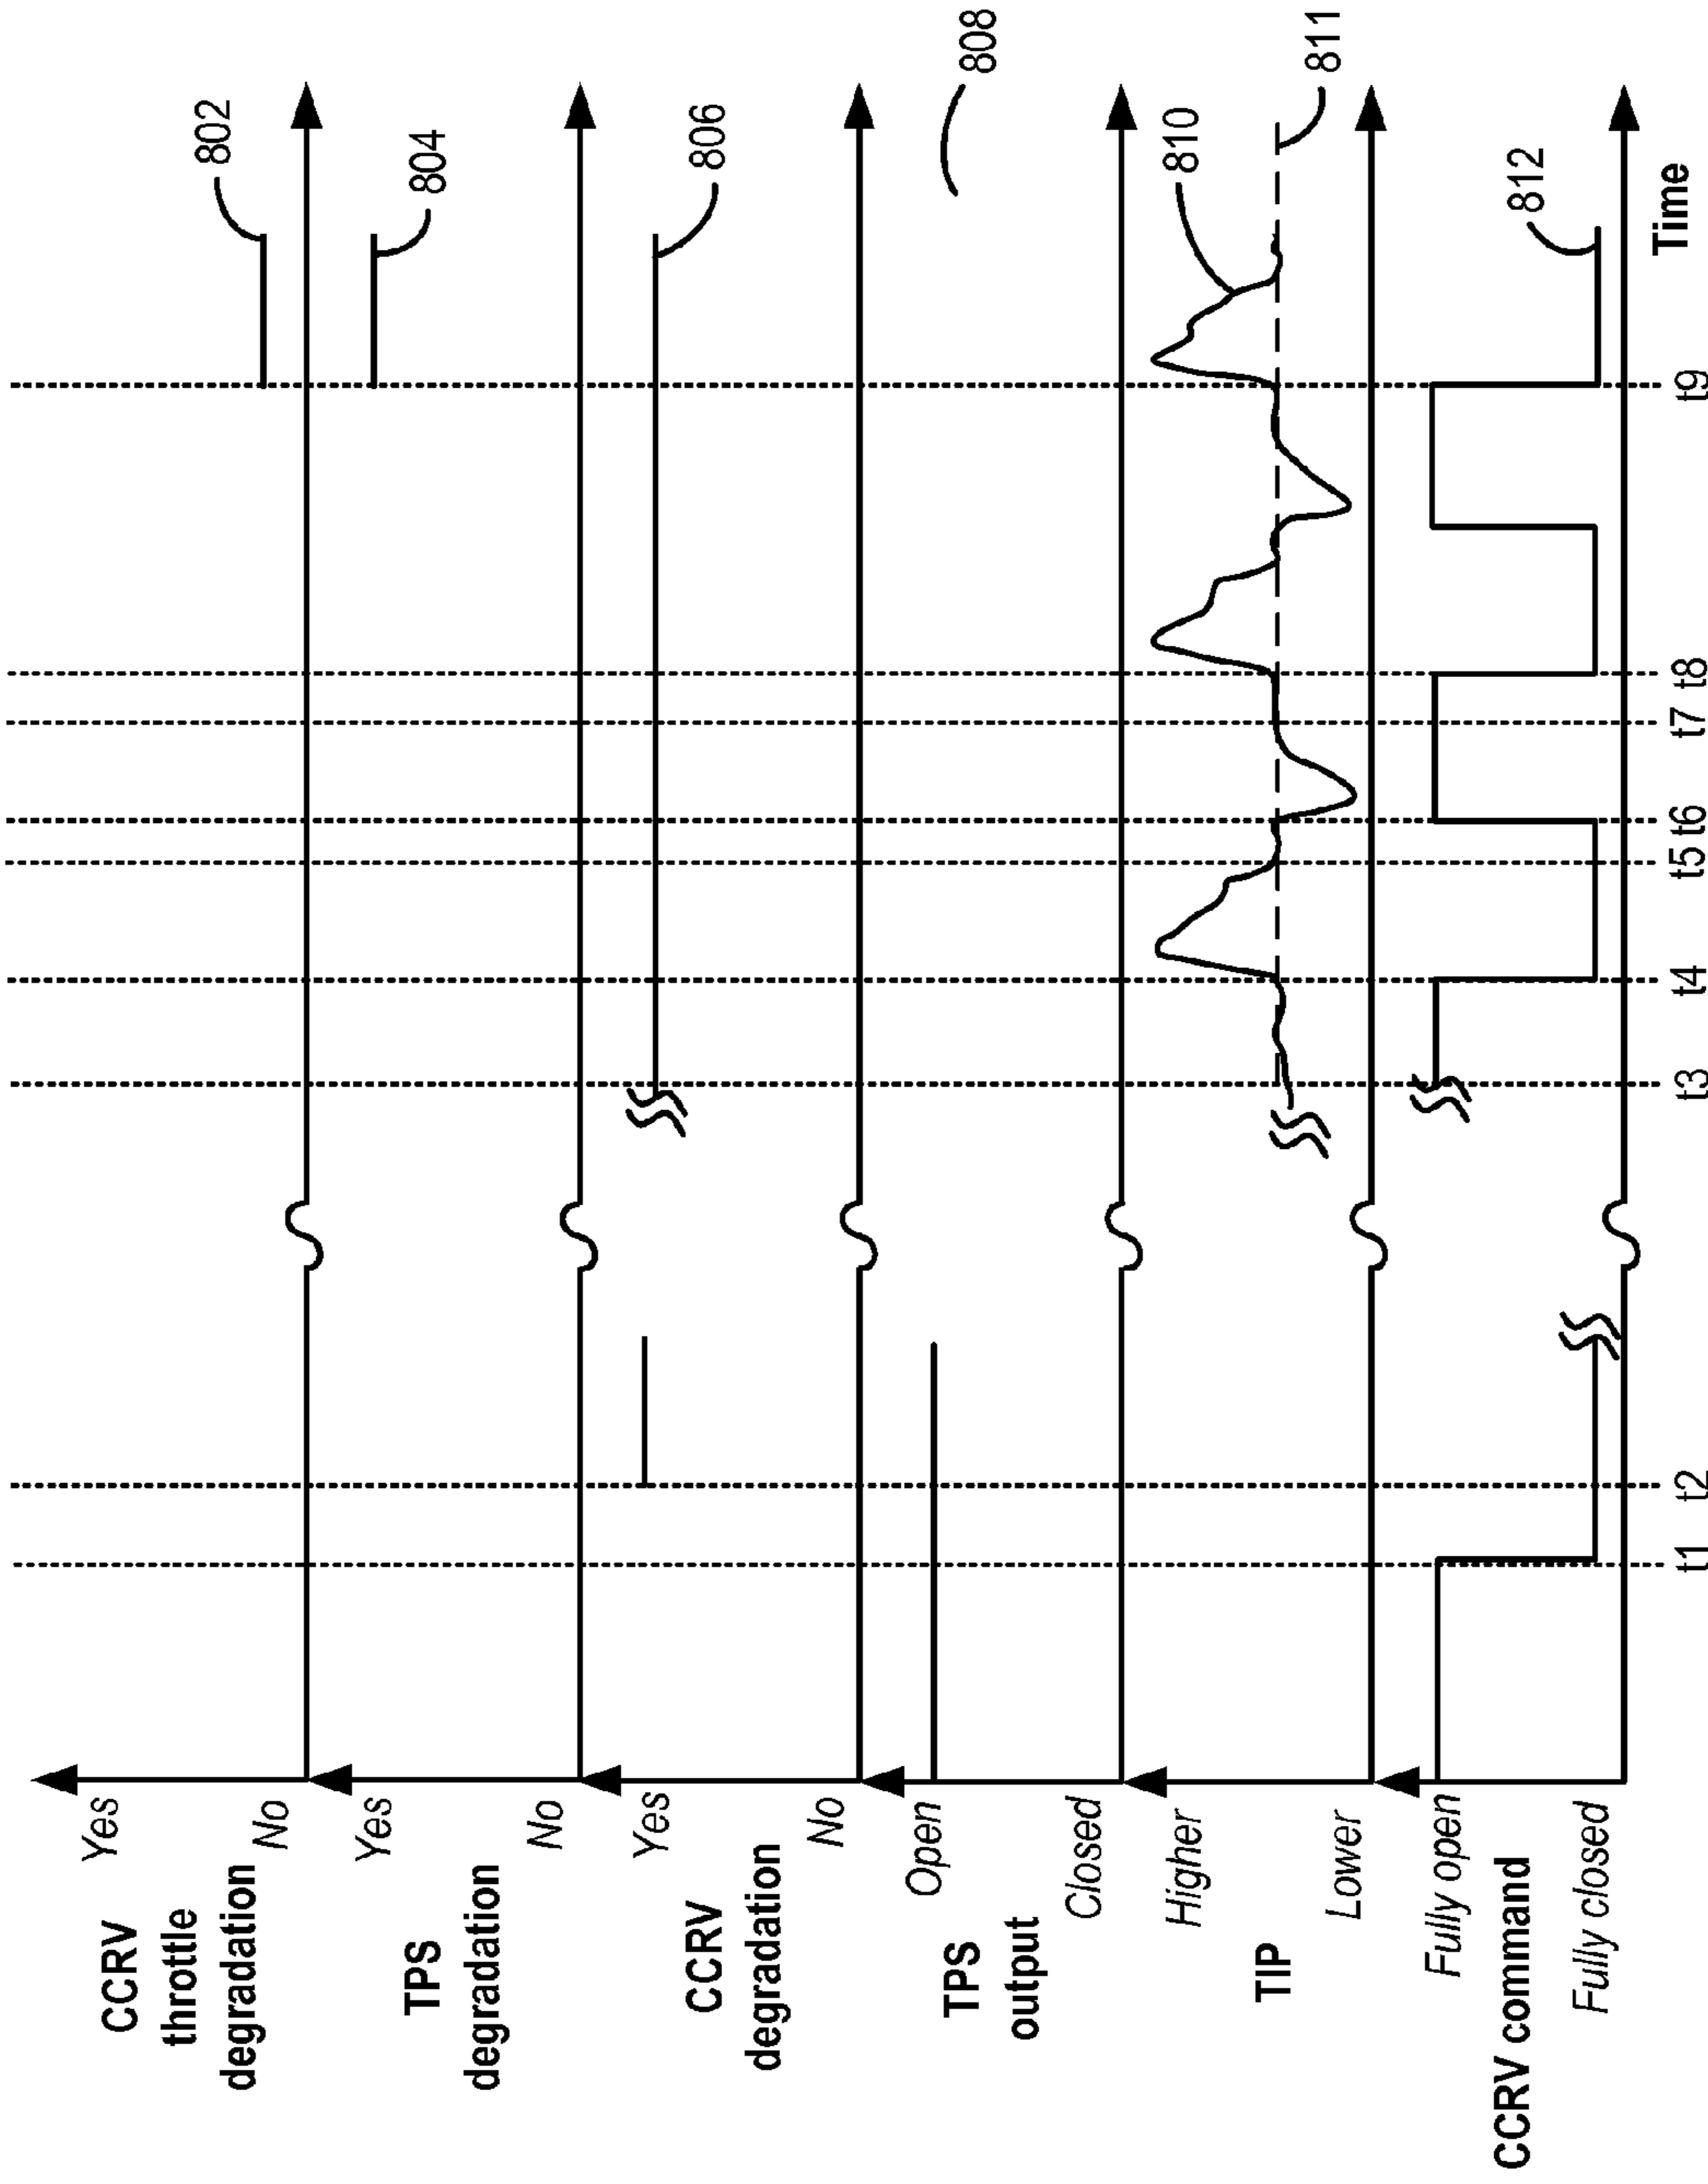 CCRV
throttle
degradation
Yes
No
802
TPS
degradation
Yes
No
804
CCRV
degradation
Yes
No
806
TPS
output
Open
Closed
808
TIP
Higher
Lower
810
811
CCRV command
Fully open
Fully closed
812
t1 t2 t3 t4 t5 t6 t7 t8 t9
Time